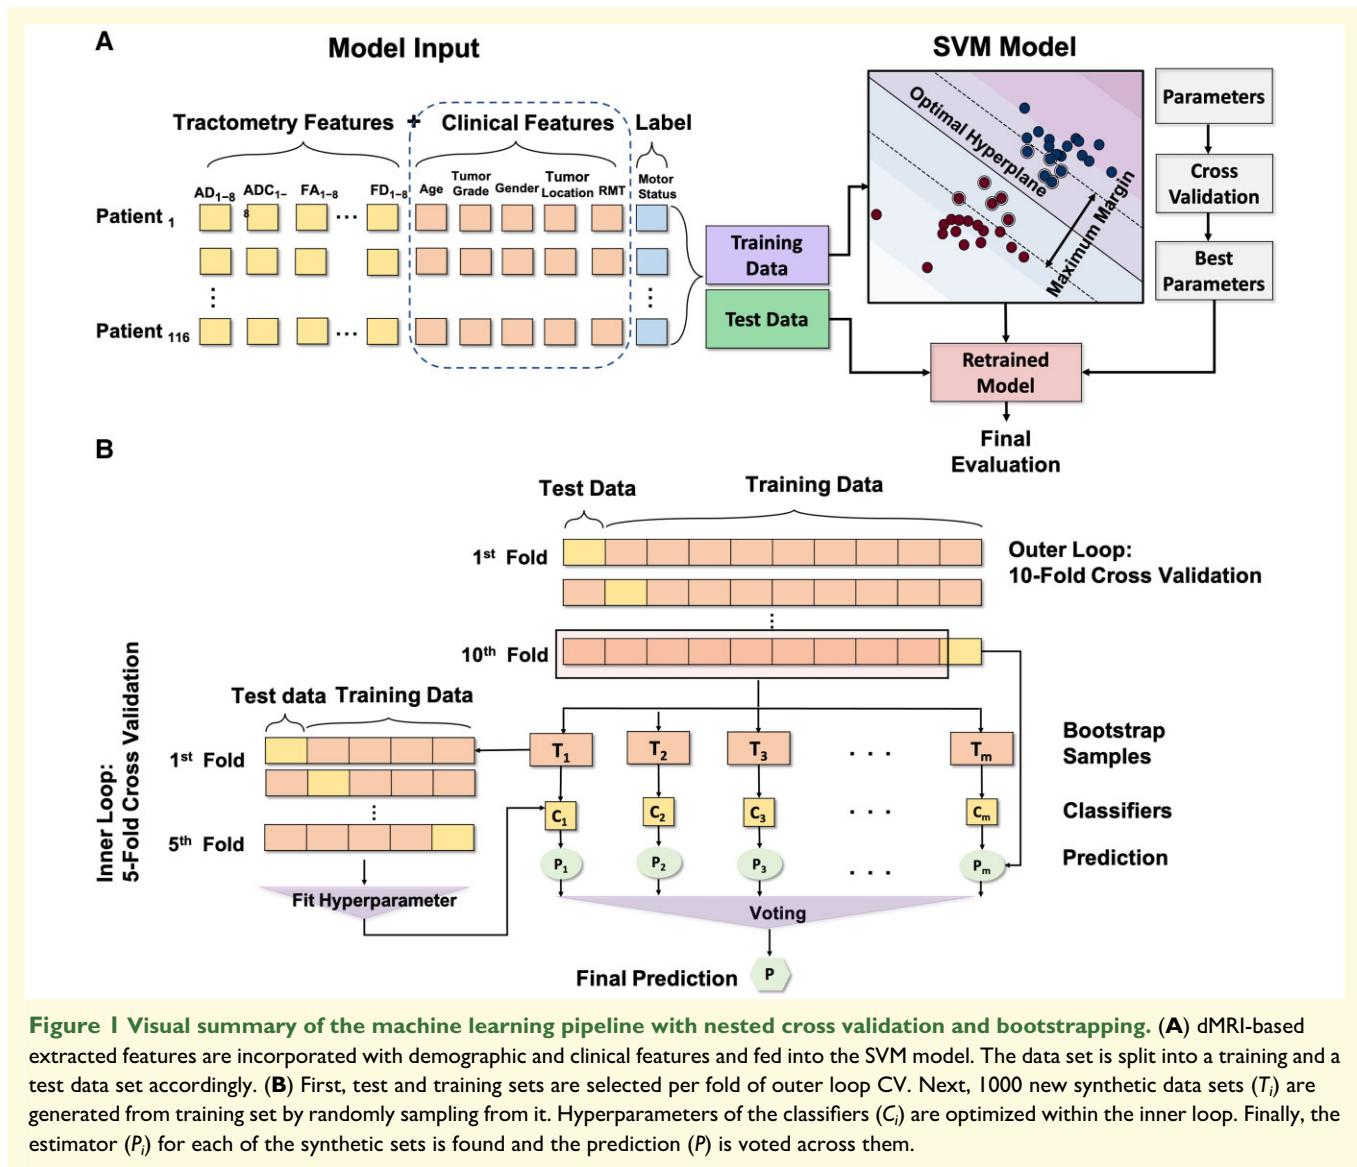 A
Model Input
SVM Model
Tractometry Features + Clinical Features Label
AD1–8 ADC1–8 FA1–8 FD1–8 Age Tumor Grade Gender Tumor Location RMT Motor Status
Patient 1
...
Patient 116
...
Training Data
Test Data
Optimal Hyperplane
Maximum Margin
Parameters
Cross Validation
Best Parameters
Retrained Model
Final Evaluation
B
Test Data Training Data
1st Fold
Outer Loop:
10-Fold Cross Validation
10th Fold
Inner Loop:
5-Fold Cross Validation
Test data Training Data
1st Fold
5th Fold
Fit Hyperparameter
T1 T2 T3 . . . Tm
Bootstrap Samples
C1 C2 C3 . . . Cm
Classifiers
P1 P2 P3 . . . Pm
Prediction
Voting
Final Prediction P
Figure 1 Visual summary of the machine learning pipeline with nested cross validation and bootstrapping. (A) dMRI-based
extracted features are incorporated with demographic and clinical features and fed into the SVM model. The data set is split into a training and a
test data set accordingly. (B) First, test and training sets are selected per fold of outer loop CV. Next, 1000 new synthetic data sets (Ti) are
generated from training set by randomly sampling from it. Hyperparameters of the classifiers (Ci) are optimized within the inner loop. Finally, the
estimator (Pi) for each of the synthetic sets is found and the prediction (P) is voted across them.